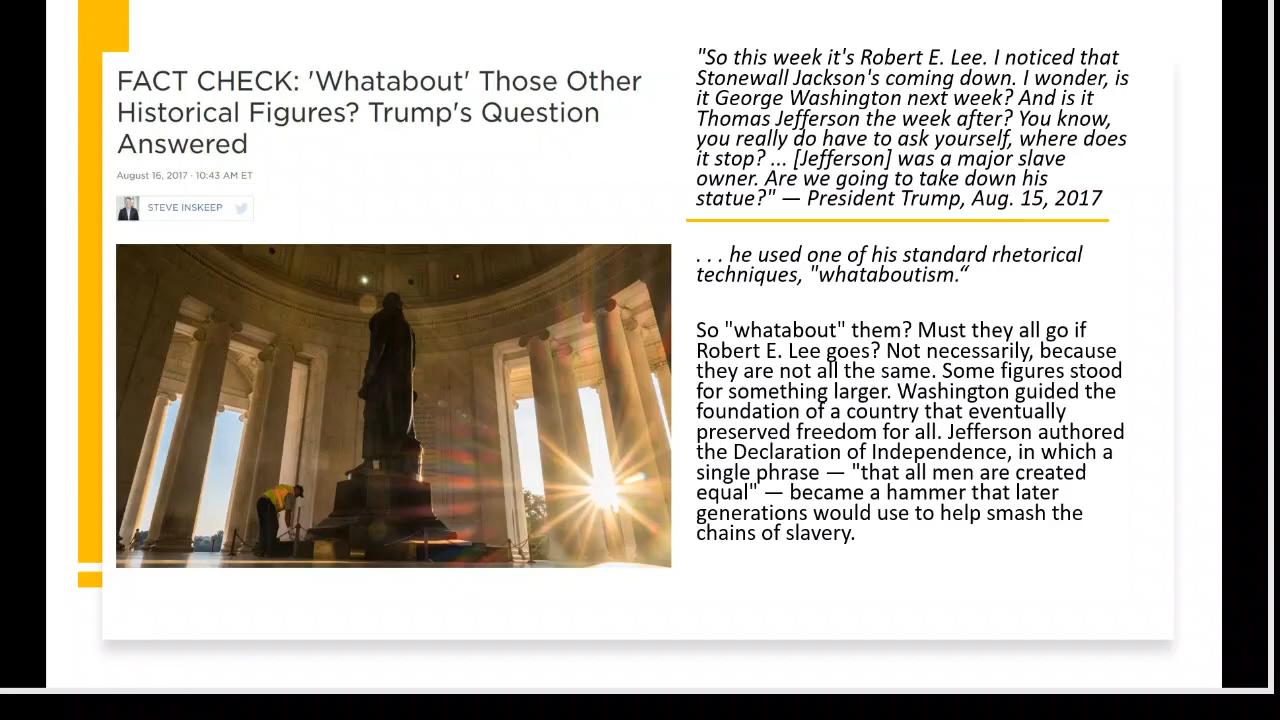 FACT CHECK: 'Whatabout' Those Other
Historical Figures? Trump's Question
Answered
August 16, 2017 · 10:43 AM ET
STEVE INSKEEP
"So this week it's Robert E. Lee. I noticed that
Stonewall Jackson's coming down. I wonder, is
it George Washington next week? And is it
Thomas Jefferson the week after? You know,
you really do have to ask yourself, where does
it stop? ... [Jefferson] was a major slave
owner. Are we going to take down his
statue?" — President Trump, Aug. 15, 2017
. . . he used one of his standard rhetorical
techniques, "whataboutism.“
So "whatabout" them? Must they all go if
Robert E. Lee goes? Not necessarily, because
they are not all the same. Some figures stood
for something larger. Washington guided the
foundation of a country that eventually
preserved freedom for all. Jefferson authored
the Declaration of Independence, in which a
single phrase — "that all men are created
equal" — became a hammer that later
generations would use to help smash the
chains of slavery.